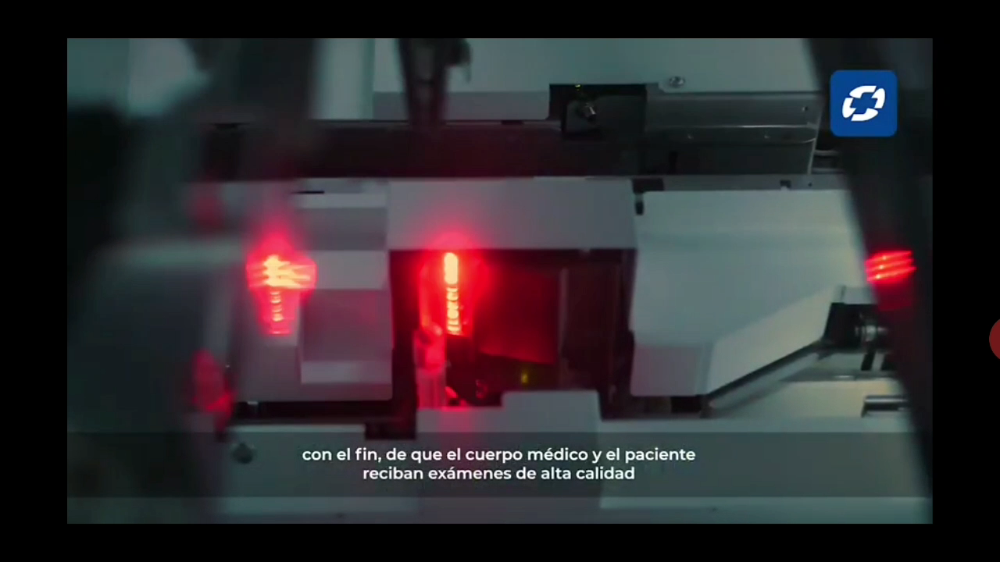 con el fin, de que el cuerpo médico y el paciente
reciban exámenes de alta calidad